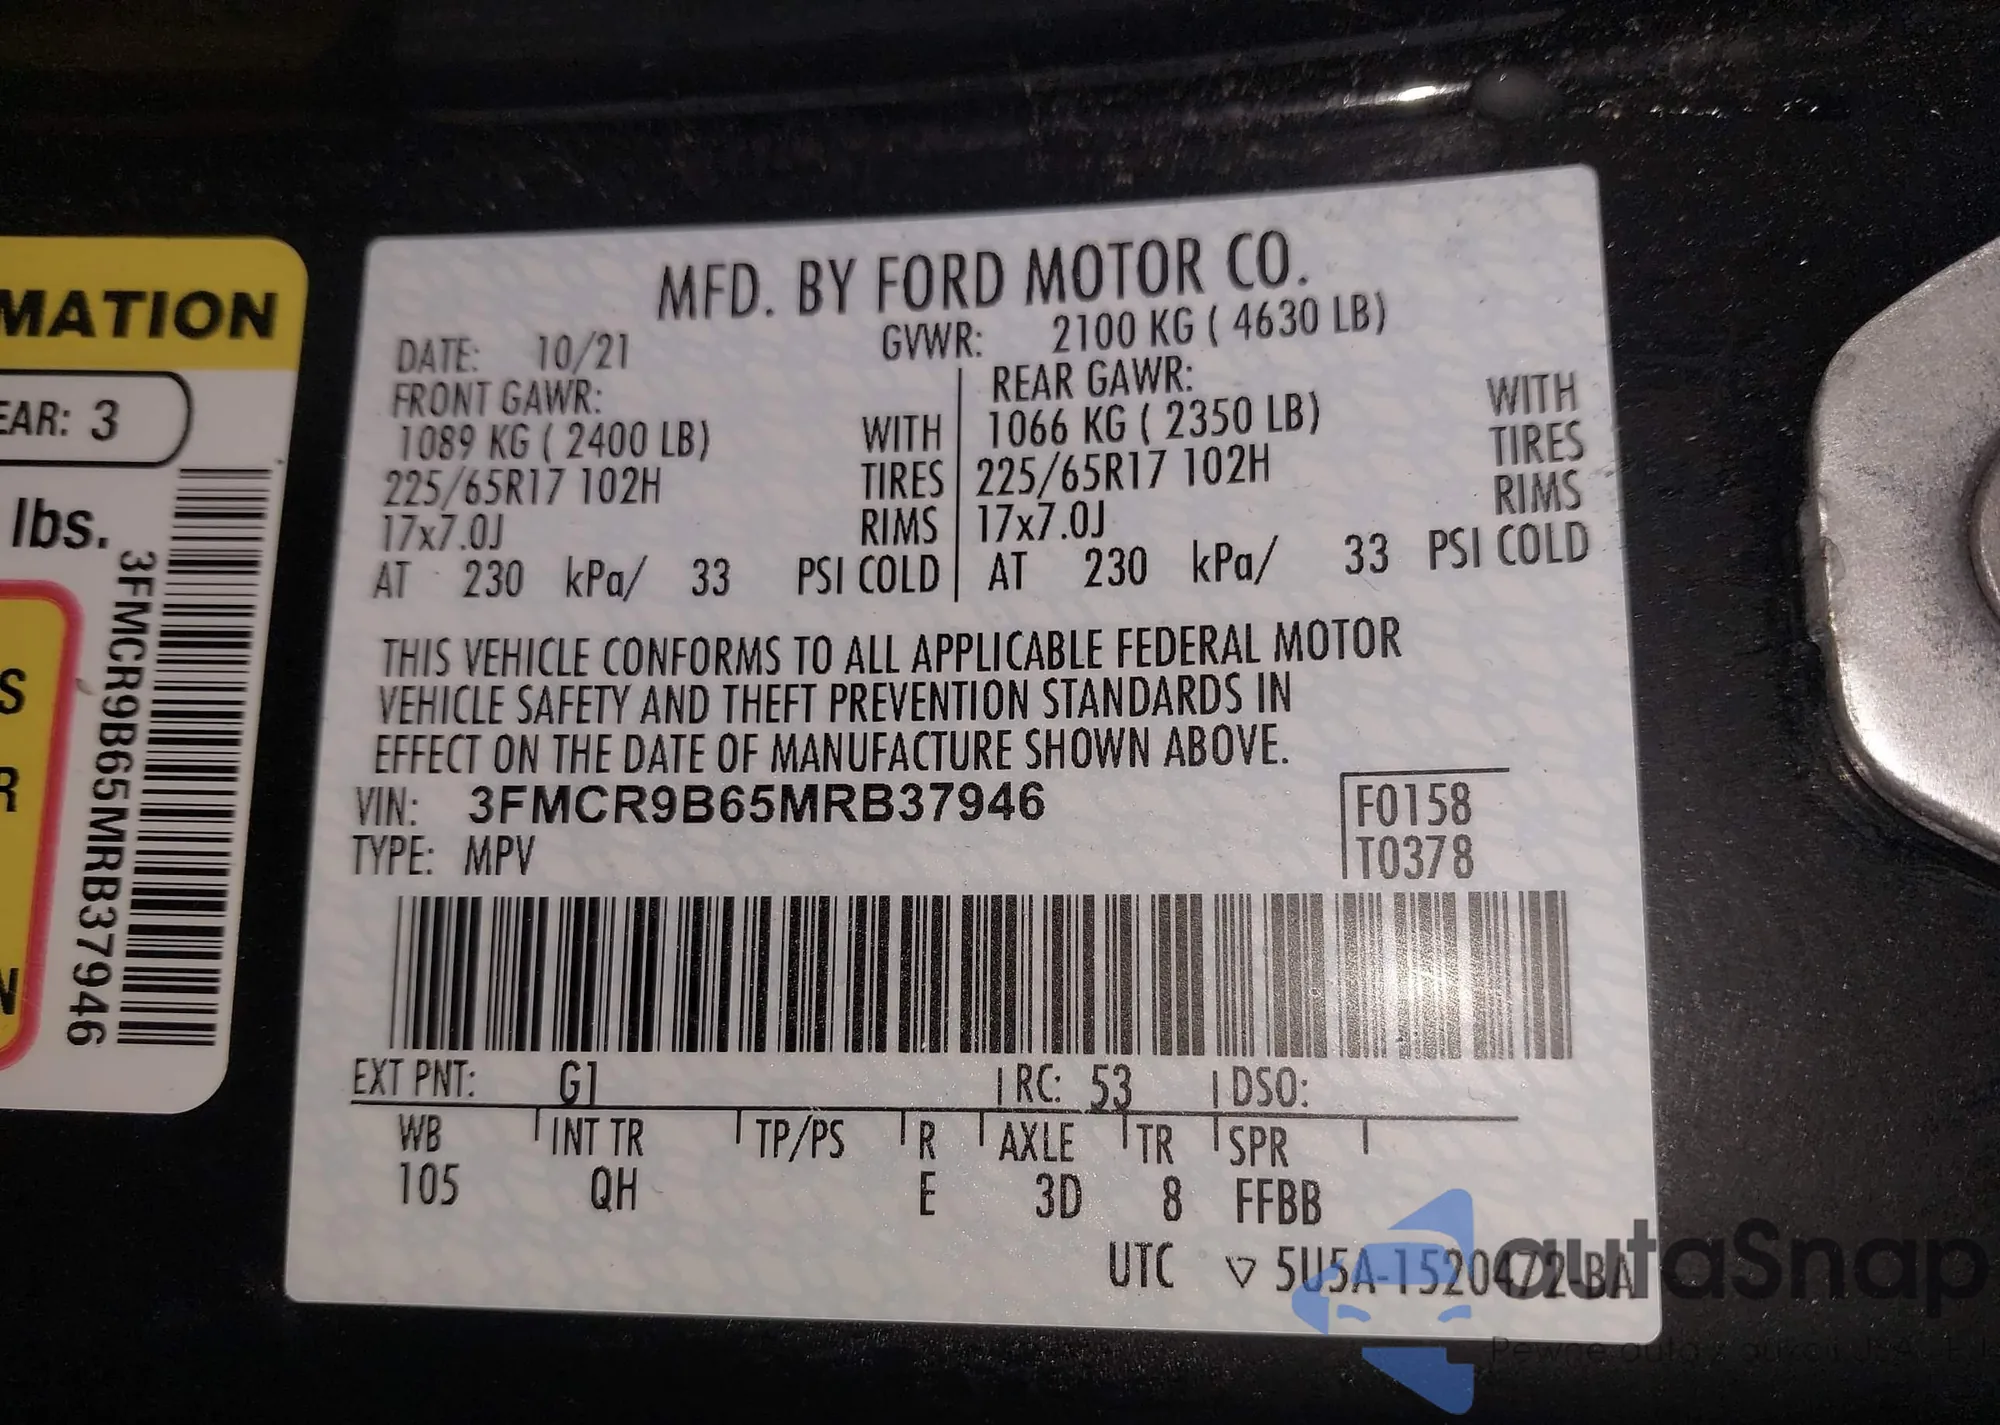 MFD. BY FORD MOTOR CO.
DATE: 10/21 GVWR: 2100 KG ( 4630 LB)
FRONT GAWR: REAR GAWR:
1089 KG ( 2400 LB) WITH 1066 KG ( 2350 LB) WITH
225/65R17 102H TIRES 225/65R17 102H TIRES
17x7.0J RIMS 17x7.0J RIMS
AT 230 kPa/ 33 PSI COLD AT 230 kPa/ 33 PSI COLD
THIS VEHICLE CONFORMS TO ALL APPLICABLE FEDERAL MOTOR
VEHICLE SAFETY AND THEFT PREVENTION STANDARDS IN
EFFECT ON THE DATE OF MANUFACTURE SHOWN ABOVE.
VIN: 3FMCR9B65MRB37946 F0158
TYPE: MPV T0378
EXT PNT: G1 RC: 53 DSO:
WB INT TR TP/PS R AXLE TR SPR
105 QH E 3D 8 FFBB
UTC ▽ 5U5A-1520472-BA
MATION
EAR: 3
lbs.
3FMCR9B65MRB37946
S
R
N
autaSnap